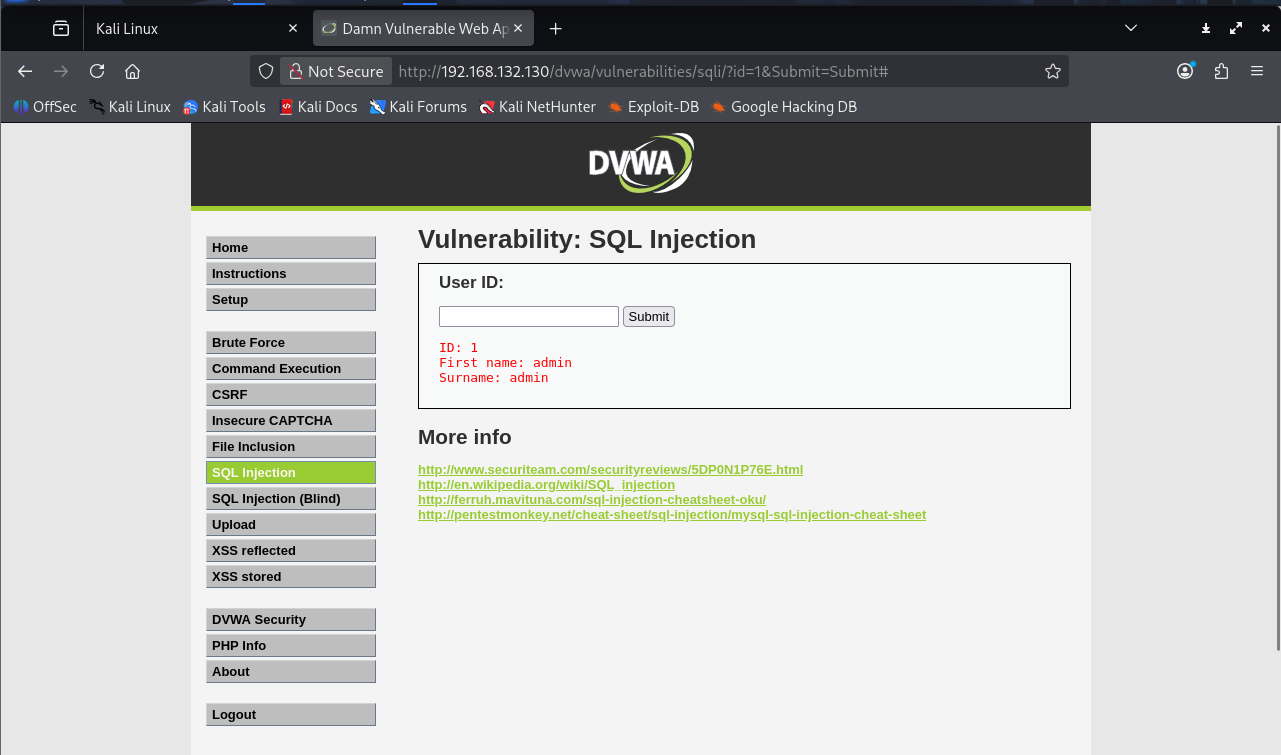 Kali Linux
Damn Vulnerable Web Ap
Not Secure
http://192.168.132.130/dvwa/vulnerabilities/sqli/?id=1&Submit=Submit#
OffSec Kali Linux Kali Tools Kali Docs Kali Forums Kali NetHunter Exploit-DB Google Hacking DB
DVWA
Home
Instructions
Setup
Brute Force
Command Execution
CSRF
Insecure CAPTCHA
File Inclusion
SQL Injection
SQL Injection (Blind)
Upload
XSS reflected
XSS stored
DVWA Security
PHP Info
About
Logout
Vulnerability: SQL Injection
User ID:
Submit
ID: 1
First name: admin
Surname: admin
More info
http://www.securiteam.com/securityreviews/5DP0N1P76E.html
http://en.wikipedia.org/wiki/SQL_injection
http://ferruh.mavituna.com/sql-injection-cheatsheet-oku/
http://pentestmonkey.net/cheat-sheet/sql-injection/mysql-sql-injection-cheat-sheet